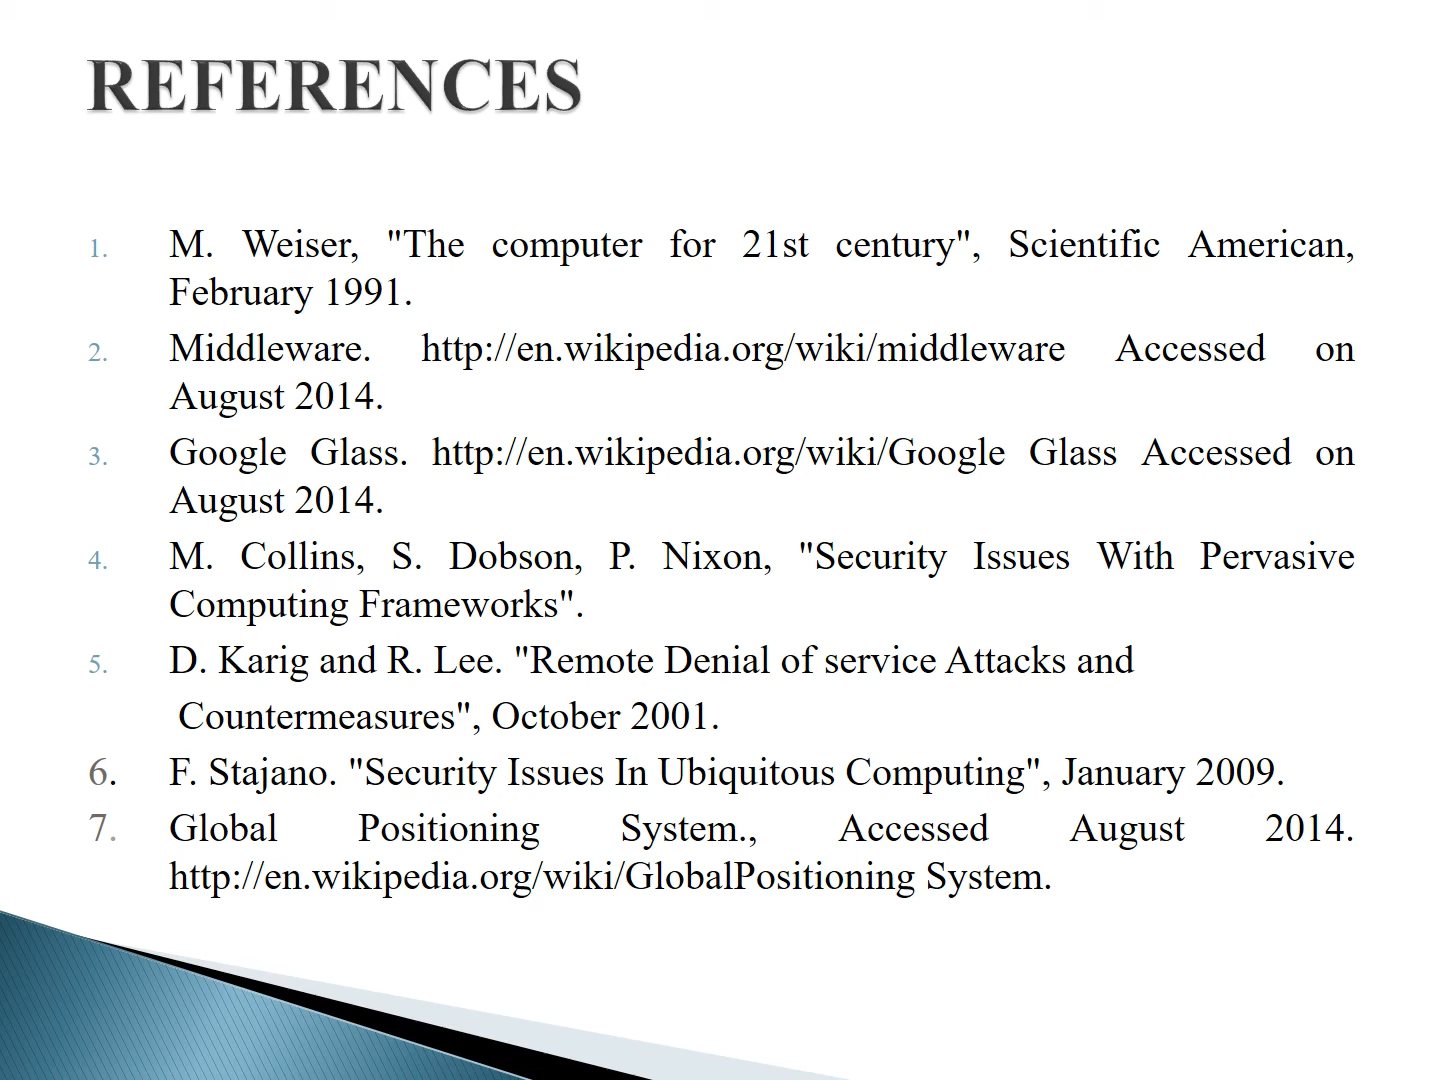 REFERENCES
1. M. Weiser, "The computer for 21st century", Scientific American,
February 1991.
2. Middleware. http://en.wikipedia.org/wiki/middleware Accessed on
August 2014.
3. Google Glass. http://en.wikipedia.org/wiki/Google Glass Accessed on
August 2014.
4. M. Collins, S. Dobson, P. Nixon, "Security Issues With Pervasive
Computing Frameworks".
5. D. Karig and R. Lee. "Remote Denial of service Attacks and
Countermeasures", October 2001.
6. F. Stajano. "Security Issues In Ubiquitous Computing", January 2009.
7. Global Positioning System., Accessed August 2014.
http://en.wikipedia.org/wiki/GlobalPositioning System.